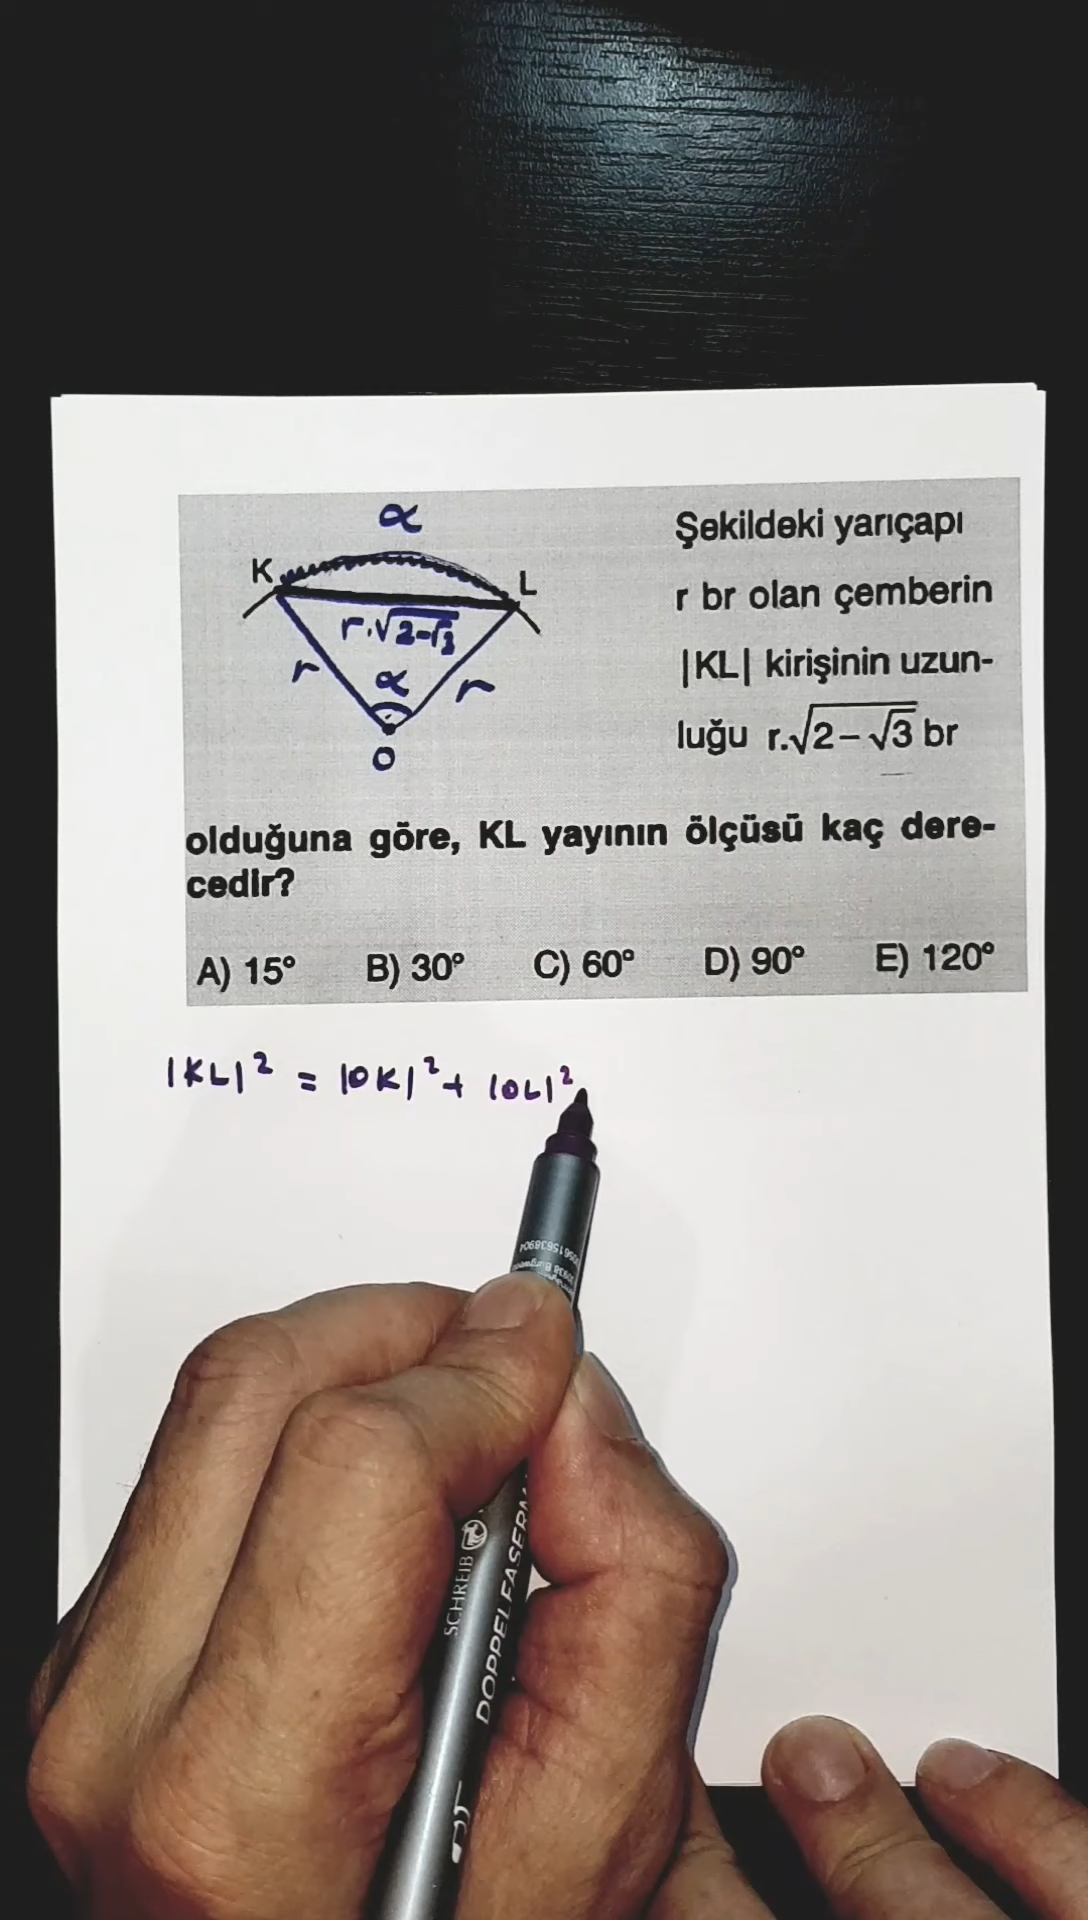 α
K
L
r.√2-√3
r
α
r
O
Şekildeki yarıçapı
r br olan çemberin
|KL| kirişinin uzun-
luğu r.√2-√3 br
olduğuna göre, KL yayının ölçüsü kaç dere-
cedir?
A) 15° B) 30° C) 60° D) 90° E) 120°
|KL|² = |OK|² + |OL|²
SCHREIB
DOPPELFASERM